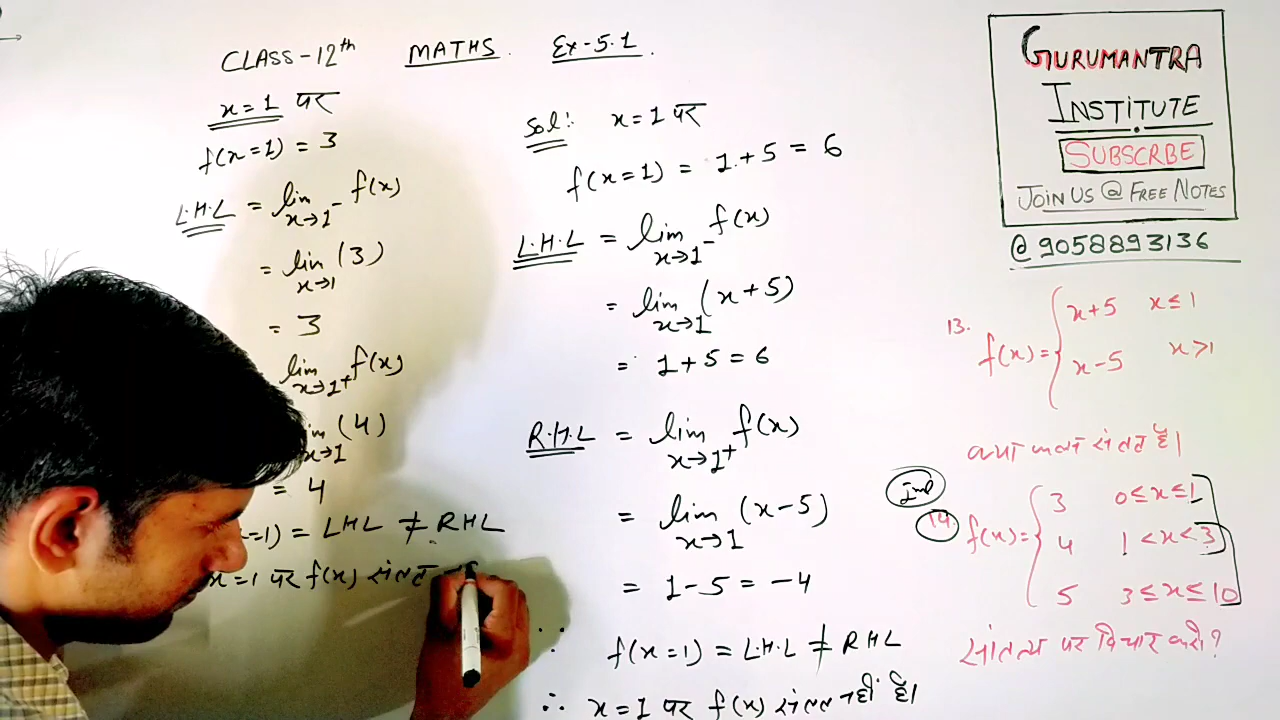 CLASS-12th MATHS. Ex-5.1.
x=1 पर
f(x=1) = 3
L.H.L = lim x→1⁻ f(x)
= lim x→1 (3)
= 3
lim x→1⁺ f(x)
(4)
x→1
= 4
=1) = LHL ≠ RHL
x=1 पर f(x) संतत
Sol: x=1 पर
f(x=1) = 1+5 = 6
L.H.L = lim x→1⁻ f(x)
= lim x→1 (x+5)
= 1+5 = 6
R.H.L = lim x→1⁺ f(x)
= lim x→1 (x-5)
= 1-5 = -4
∴ f(x=1) = L.H.L ≠ RHL
∴ x=1 पर f(x) संतत नहीं है।
GURUMANTRA
INSTITUTE
SUBSCRBE
JOIN US @ FREE NOTES
@ 9058893136
13. f(x)= { x+5 x≤1
x-5 x>1
क्या फलन संतत है।
IInd
14. f(x)= { 3 0≤x≤1
4 1<x<3
5 3≤x≤10
सांतत्य पर विचार करो?